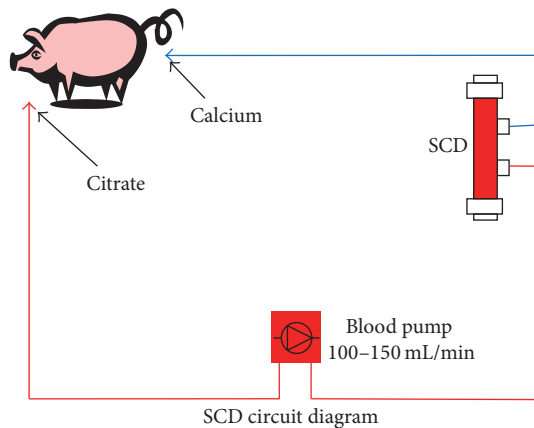 Calcium
SCD
Citrate
Blood pump
100–150 mL/min
SCD circuit diagram